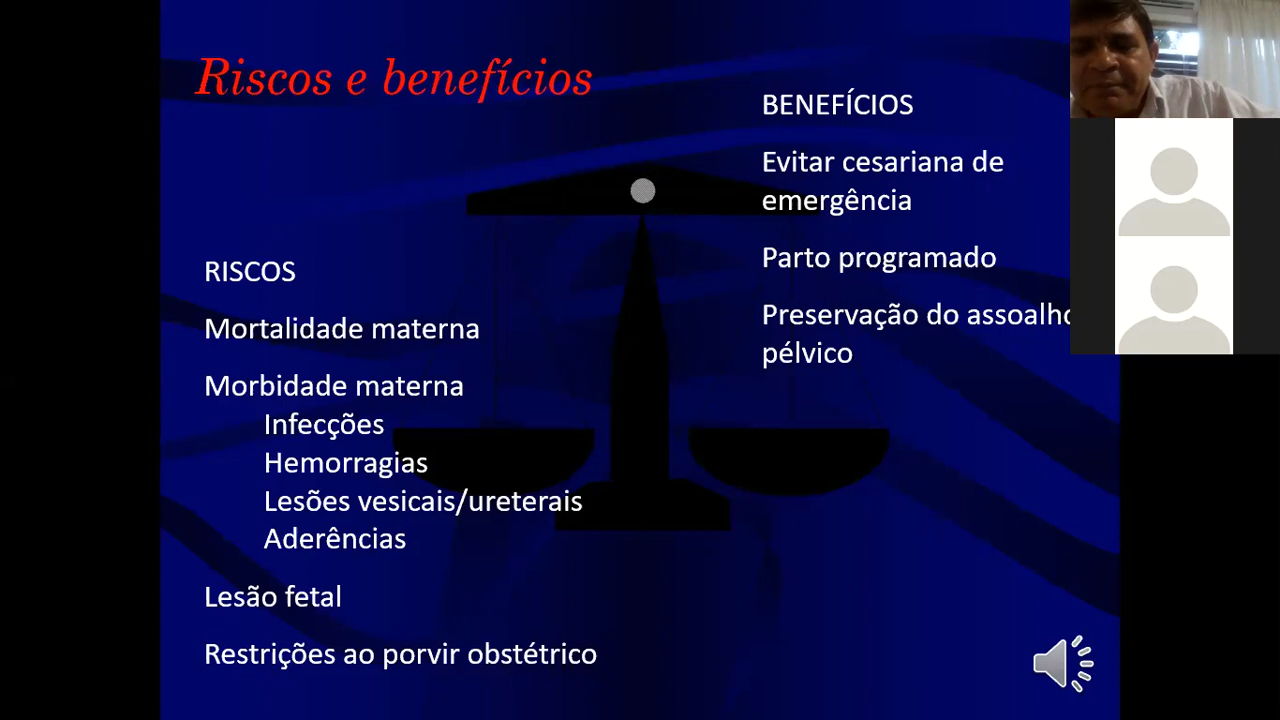 Riscos e benefícios
RISCOS
Mortalidade materna
Morbidade materna
Infecções
Hemorragias
Lesões vesicais/ureterais
Aderências
Lesão fetal
Restrições ao porvir obstétrico
BENEFÍCIOS
Evitar cesariana de
emergência
Parto programado
Preservação do assoalho
pélvico